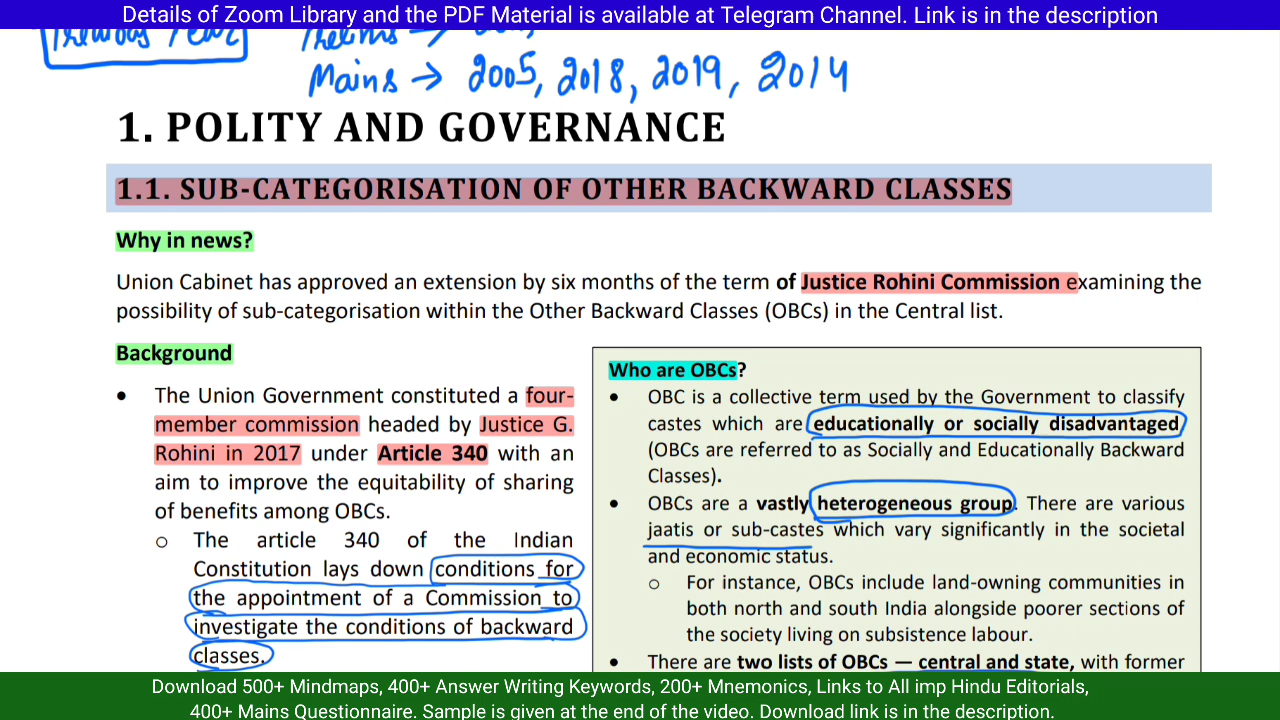 Details of Zoom Library and the PDF Material is available at Telegram Channel. Link is in the description
Previous Year Prelims →
Mains → 2005, 2018, 2019, 2014
1. POLITY AND GOVERNANCE
1.1. SUB-CATEGORISATION OF OTHER BACKWARD CLASSES
Why in news?
Union Cabinet has approved an extension by six months of the term of Justice Rohini Commission examining the
possibility of sub-categorisation within the Other Backward Classes (OBCs) in the Central list.
Background
• The Union Government constituted a four-
member commission headed by Justice G.
Rohini in 2017 under Article 340 with an
aim to improve the equitability of sharing
of benefits among OBCs.
o The article 340 of the Indian
Constitution lays down conditions for
the appointment of a Commission to
investigate the conditions of backward
classes.
Who are OBCs?
• OBC is a collective term used by the Government to classify
castes which are educationally or socially disadvantaged
(OBCs are referred to as Socially and Educationally Backward
Classes).
• OBCs are a vastly heterogeneous group. There are various
jaatis or sub-castes which vary significantly in the societal
and economic status.
o For instance, OBCs include land-owning communities in
both north and south India alongside poorer sections of
the society living on subsistence labour.
• There are two lists of OBCs — central and state, with former
Download 500+ Mindmaps, 400+ Answer Writing Keywords, 200+ Mnemonics, Links to All imp Hindu Editorials,
400+ Mains Questionnaire. Sample is given at the end of the video. Download link is in the description.